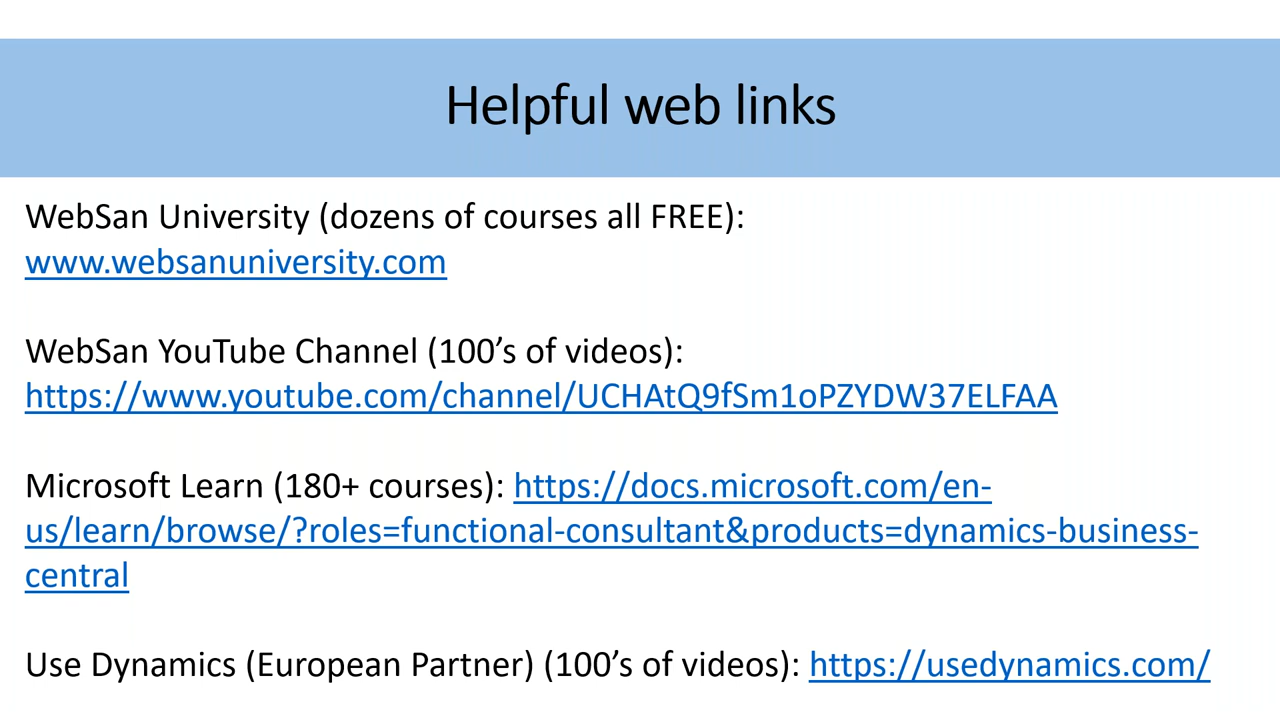 Helpful web links
WebSan University (dozens of courses all FREE):
www.websanuniversity.com
WebSan YouTube Channel (100’s of videos):
https://www.youtube.com/channel/UCHAtQ9fSm1oPZYDW37ELFAA
Microsoft Learn (180+ courses): https://docs.microsoft.com/en-
us/learn/browse/?roles=functional-consultant&products=dynamics-business-
central
Use Dynamics (European Partner) (100’s of videos): https://usedynamics.com/